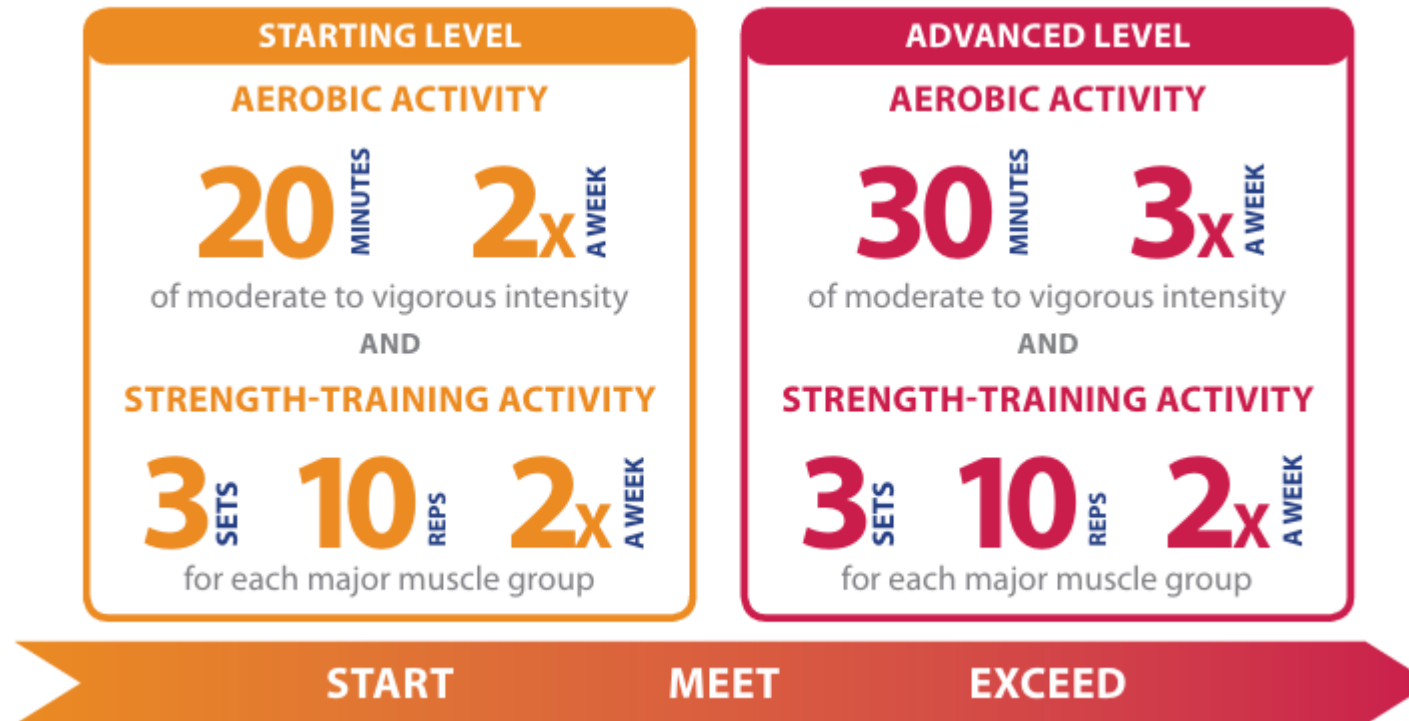 STARTING LEVEL
AEROBIC ACTIVITY
20 MINUTES 2x A WEEK
of moderate to vigorous intensity
AND
STRENGTH-TRAINING ACTIVITY
3 SETS 10 REPS 2x A WEEK
for each major muscle group
ADVANCED LEVEL
AEROBIC ACTIVITY
30 MINUTES 3x A WEEK
of moderate to vigorous intensity
AND
STRENGTH-TRAINING ACTIVITY
3 SETS 10 REPS 2x A WEEK
for each major muscle group
START MEET EXCEED